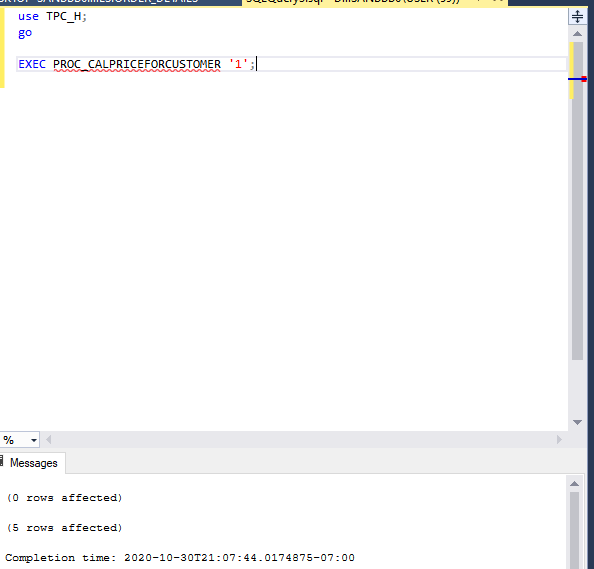 use TPC_H;
go
EXEC PROC_CALPRICEFORCUSTOMER '1';
%
Messages
(0 rows affected)
(5 rows affected)
Completion time: 2020-10-30T21:07:44.0174875-07:00